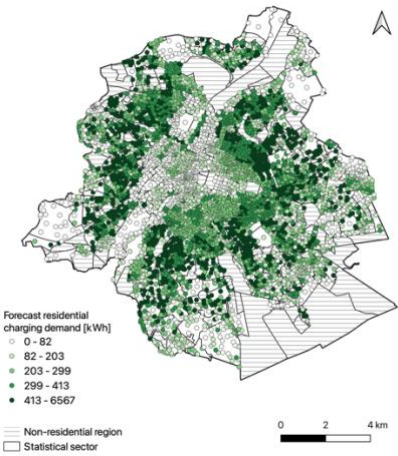 Forecast residential
charging demand [kWh]
0 - 82
82 - 203
203 - 299
299 - 413
413 - 6567
Non-residential region
Statistical sector
0 2 4 km